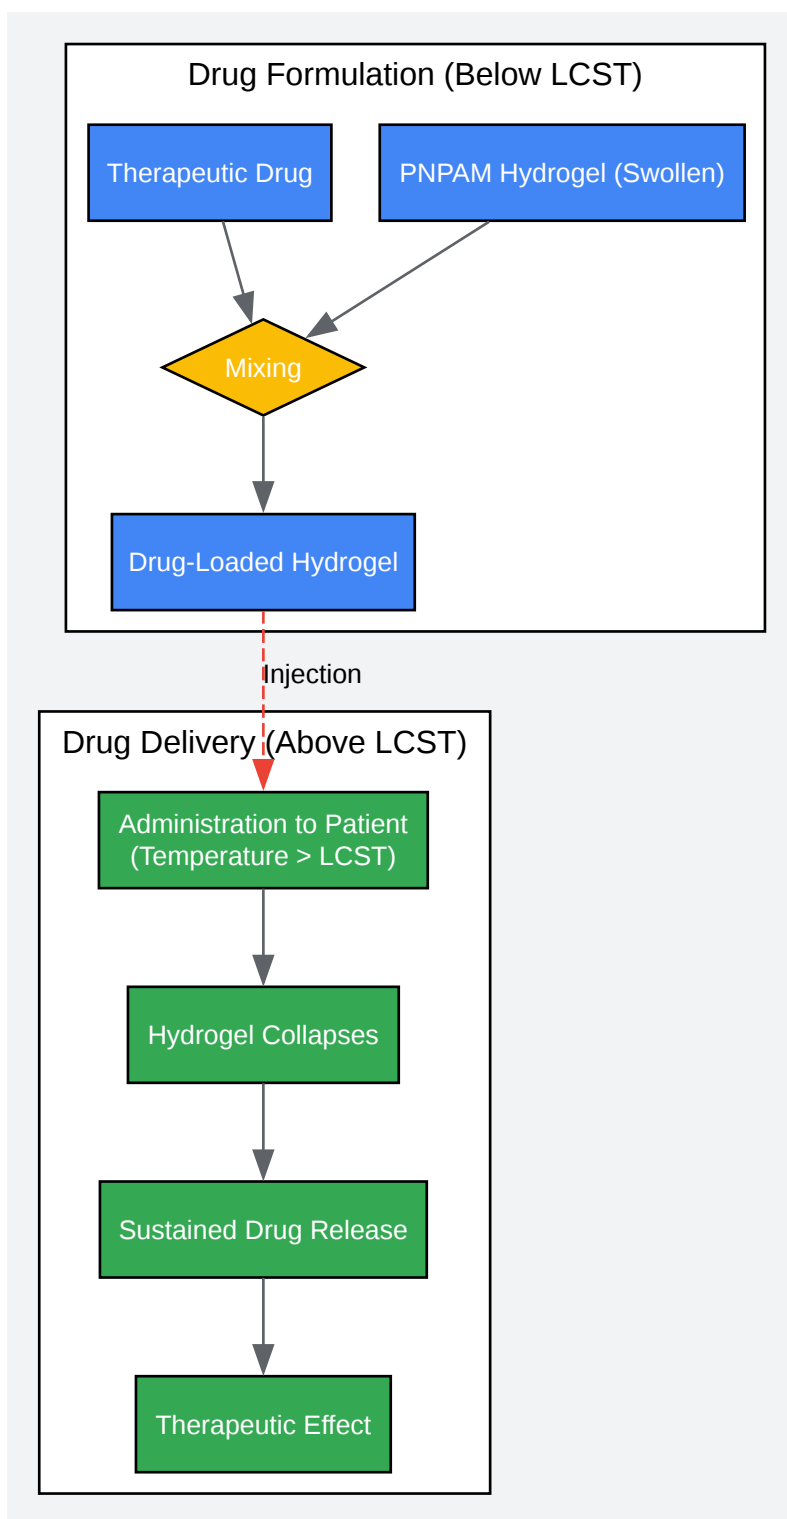 Drug Formulation (Below LCST)
Therapeutic Drug
PNPAM Hydrogel (Swollen)
Mixing
Drug-Loaded Hydrogel
Injection
Drug Delivery (Above LCST)
Administration to Patient
(Temperature > LCST)
Hydrogel Collapses
Sustained Drug Release
Therapeutic Effect